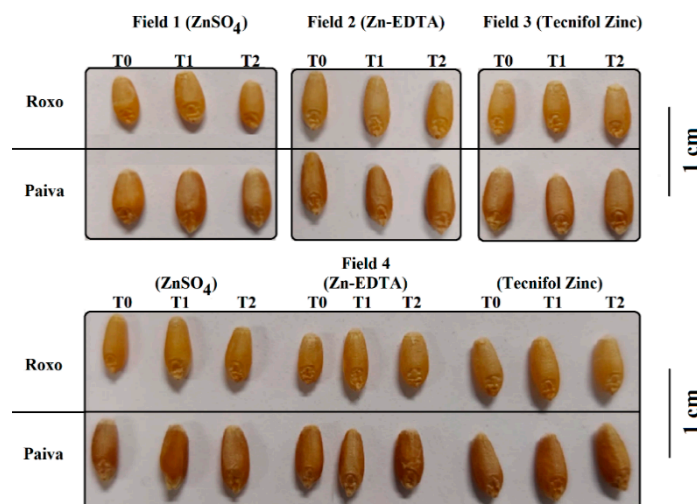 Field 1 (ZnSO4) Field 2 (Zn-EDTA) Field 3 (Tecnifol Zinc)
T0 T1 T2 T0 T1 T2 T0 T1 T2
Roxo
Paiva
1 cm
Field 4
(ZnSO4) (Zn-EDTA) (Tecnifol Zinc)
T0 T1 T2 T0 T1 T2 T0 T1 T2
Roxo
Paiva
1 cm